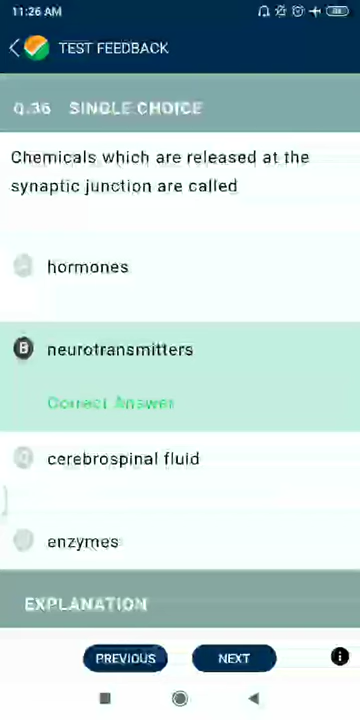 11:26 AM
TEST FEEDBACK
Q.36 SINGLE CHOICE
Chemicals which are released at the
synaptic junction are called
hormones
B neurotransmitters
Correct Answer
cerebrospinal fluid
enzymes
EXPLANATION
PREVIOUS NEXT